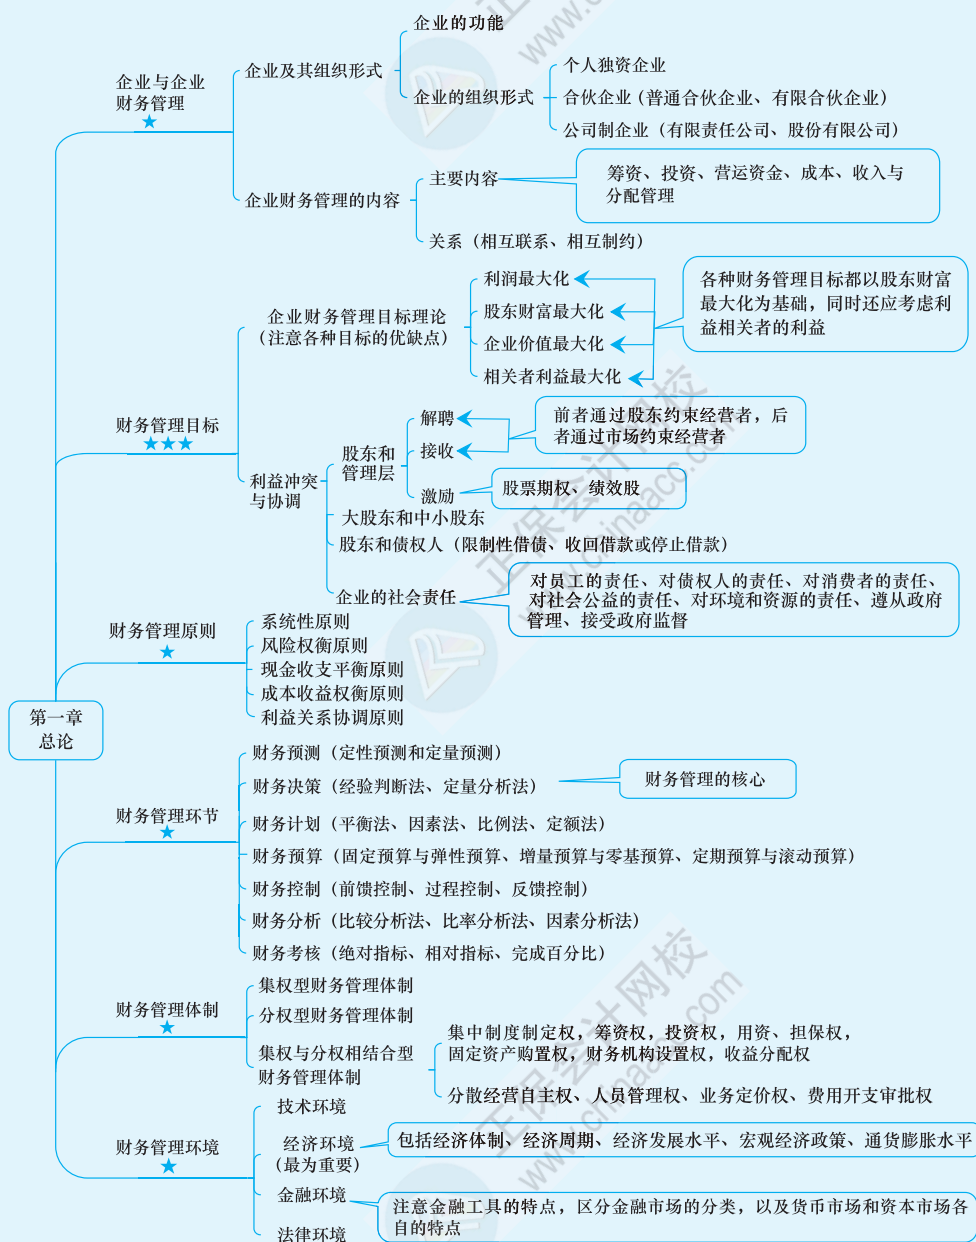 企业的功能
企业与企业
财务管理
★
企业及其组织形式
企业的组织形式
个人独资企业
合伙企业(普通合伙企业、有限合伙企业)
公司制企业(有限责任公司、股份有限公司)
企业财务管理的内容
主要内容
筹资、投资、营运资金、成本、收入与
分配管理
关系(相互联系、相互制约)
财务管理目标
★★★
企业财务管理目标理论
(注意各种目标的优缺点)
利润最大化
股东财富最大化
企业价值最大化
相关者利益最大化
各种财务管理目标都以股东财富
最大化为基础，同时还应考虑利
益相关者的利益
利益冲突
与协调
股东和
管理层
解聘
接收
前者通过股东约束经营者，后
者通过市场约束经营者
激励
股票期权、绩效股
大股东和中小股东
股东和债权人(限制性借债、收回借款或停止借款)
企业的社会责任
对员工的责任、对债权人的责任、对消费者的责任、
对社会公益的责任、对环境和资源的责任、遵从政府
管理、接受政府监督
财务管理原则
★
系统性原则
风险权衡原则
现金收支平衡原则
成本收益权衡原则
利益关系协调原则
第一章
总论
财务管理环节
★
财务预测(定性预测和定量预测)
财务决策(经验判断法、定量分析法)
财务管理的核心
财务计划(平衡法、因素法、比例法、定额法)
财务预算(固定预算与弹性预算、增量预算与零基预算、定期预算与滚动预算)
财务控制(前馈控制、过程控制、反馈控制)
财务分析(比较分析法、比率分析法、因素分析法)
财务考核(绝对指标、相对指标、完成百分比)
财务管理体制
★
集权型财务管理体制
分权型财务管理体制
集权与分权相结合型
财务管理体制
集中制度制定权，筹资权，投资权，用资、担保权，
固定资产购置权，财务机构设置权，收益分配权
分散经营自主权、人员管理权、业务定价权、费用开支审批权
财务管理环境
★
技术环境
经济环境
(最为重要)
包括经济体制、经济周期、经济发展水平、宏观经济政策、通货膨胀水平
金融环境
注意金融工具的特点，区分金融市场的分类，以及货币市场和资本市场各
自的特点
法律环境
正保会计网校
www.chinaacc.com
正保会计网校
www.chinaacc.com